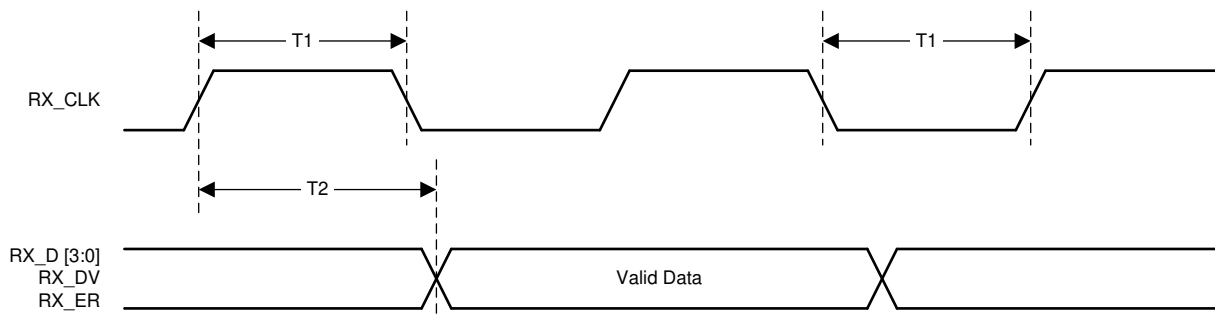 T1
T1
RX_CLK
T2
RX_D [3:0]
RX_DV
Valid Data
RX_ER